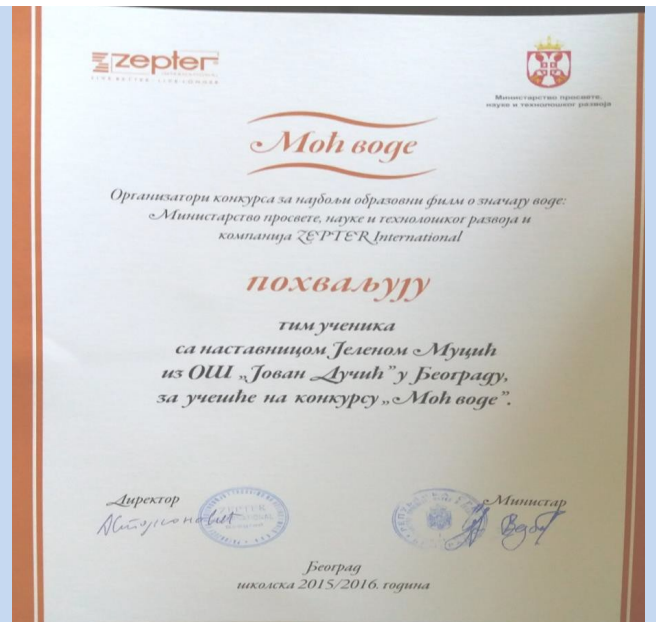 zepter
INTERNATIONAL
LIVE BETTER · LIVE LONGER
Министарство просвете,
науке и технолошког развоја
Моћ воде
Организатори конкурса за најбољи образовни филм о значају воде:
Министарство просвете, науке и технолошког развоја и
компанија ZEPTER International
похваљују
тим ученика
са наставницом Јеленом Муцић
из ОШ „Јован Дучић” у Београду,
за учешће на конкурсу „Моћ воде”.
Директор
Министар
ZEPTER
Београд
школска 2015/2016. година